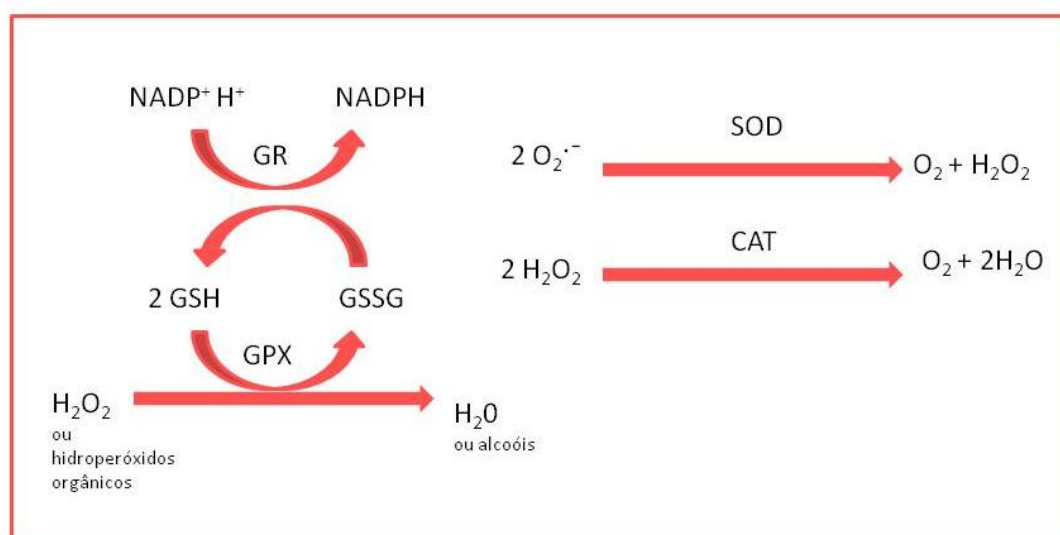 NADP⁺ H⁺ NADPH
GR
2 GSH GSSG
GPX
H₂O₂
ou
hidroperóxidos
orgânicos
H₂0
ou alcoóis
SOD
2 O₂·⁻ O₂ + H₂O₂
CAT
2 H₂O₂ O₂ + 2H₂O